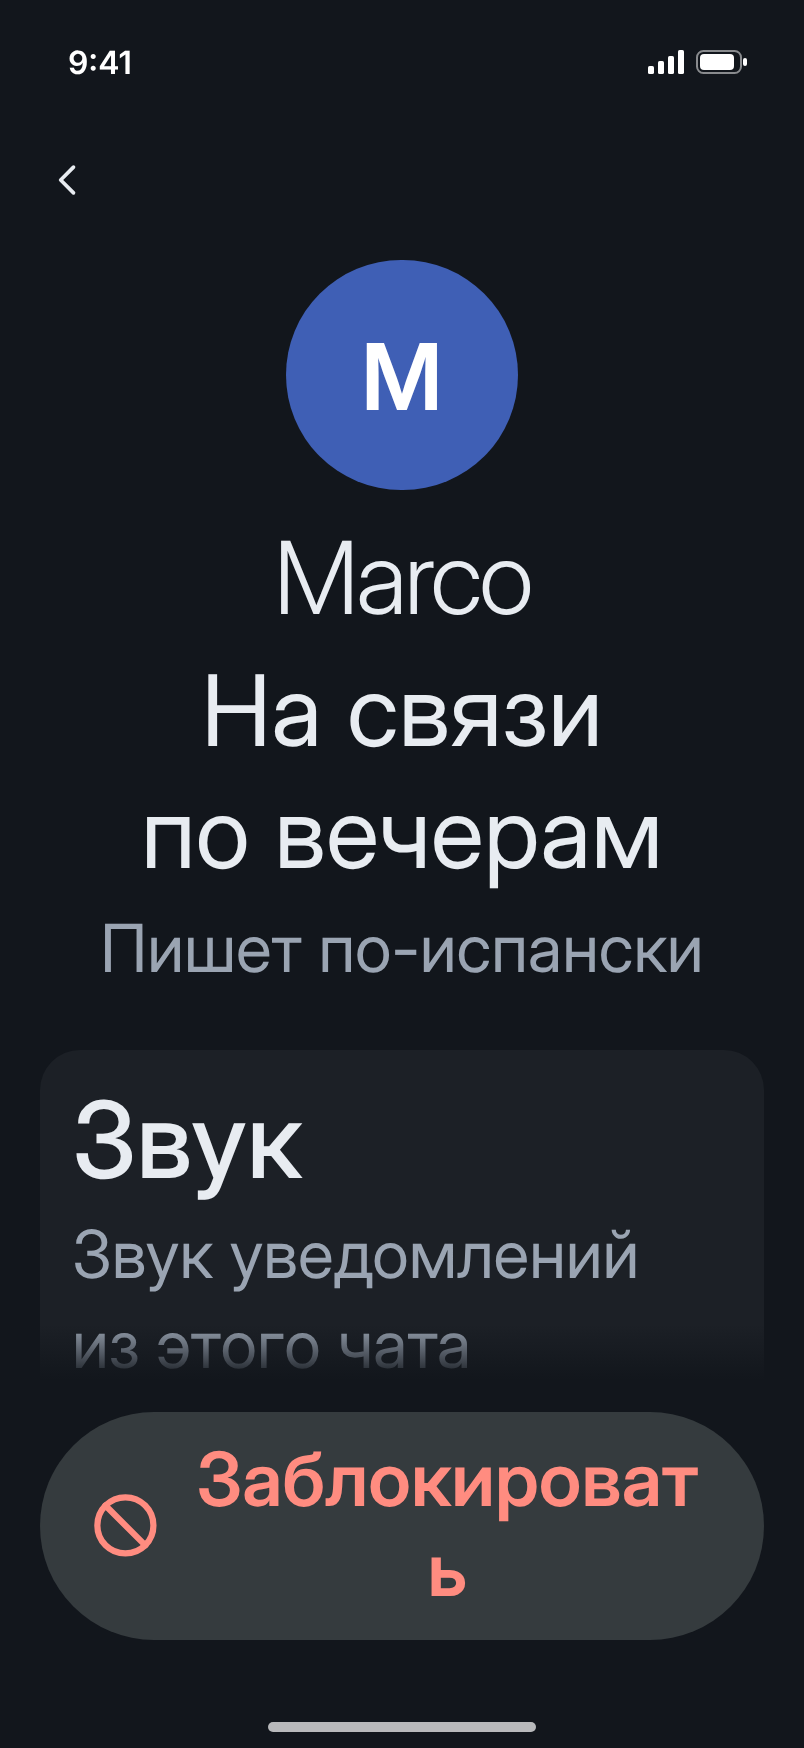 9:41
M
Marco
На связи
по вечерам
Пишет по-испански
Звук
Звук уведомлений
из этого чата
Заблокироват
ь